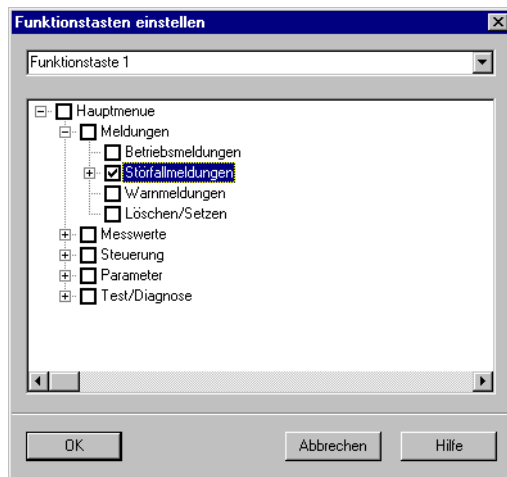 Funktionstasten einstellen
Funktionstaste 1
Hauptmenue
Meldungen
Betriebsmeldungen
Störfallmeldungen
Warnmeldungen
Löschen/Setzen
Messwerte
Steuerung
Parameter
Test/Diagnose
OK
Abbrechen
Hilfe